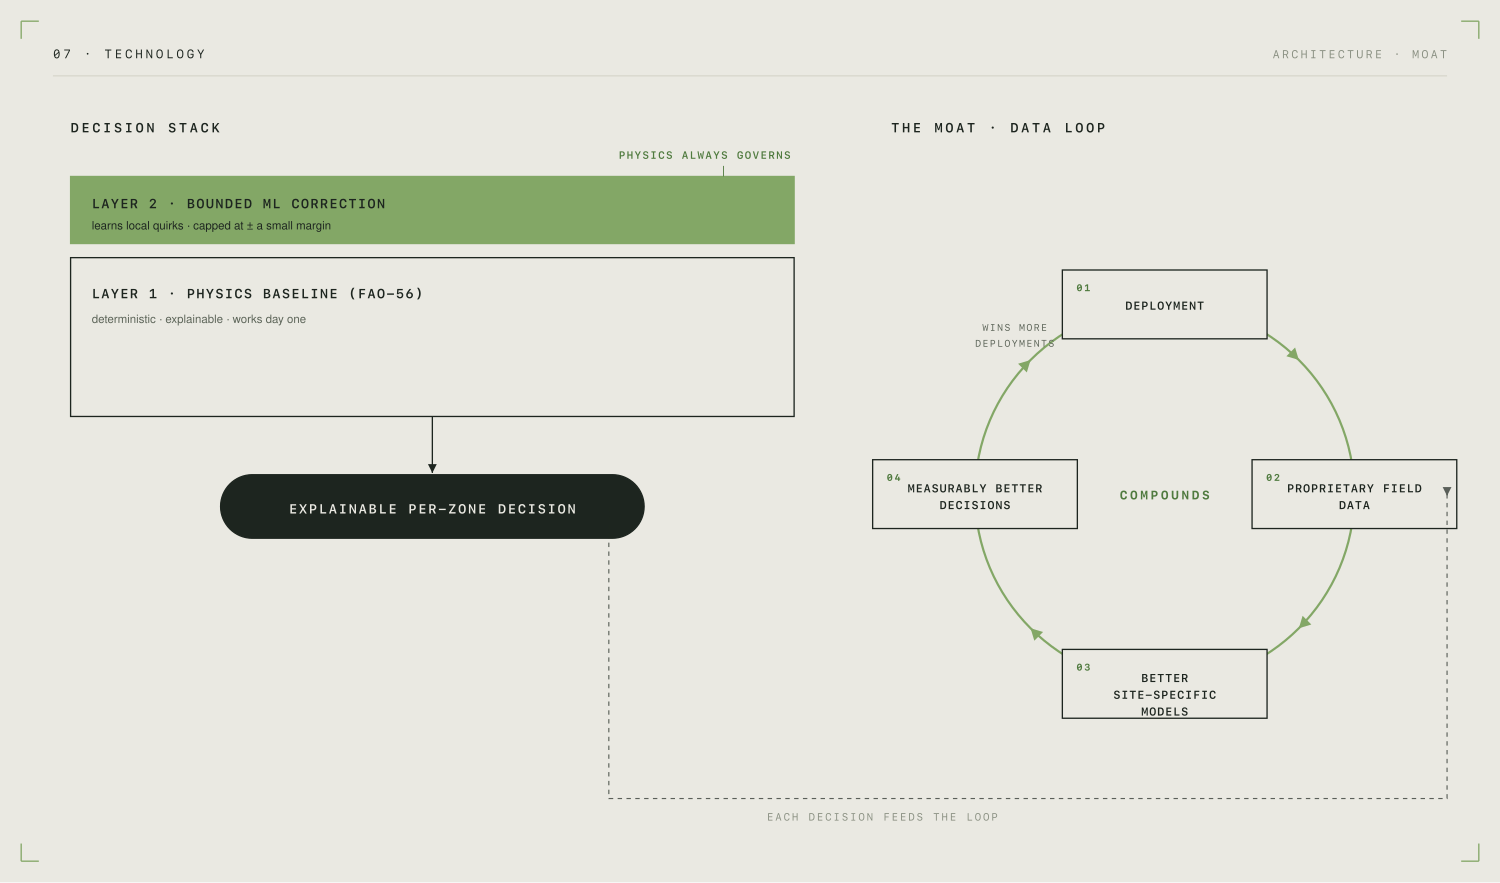 07 · TECHNOLOGY
ARCHITECTURE · MOAT
DECISION STACK
PHYSICS ALWAYS GOVERNS
LAYER 2 · BOUNDED ML CORRECTION
learns local quirks · capped at ± a small margin
LAYER 1 · PHYSICS BASELINE (FAO–56)
deterministic · explainable · works day one
EXPLAINABLE PER–ZONE DECISION
THE MOAT · DATA LOOP
01
DEPLOYMENT
WINS MORE
DEPLOYMENTS
04
MEASURABLY BETTER
DECISIONS
COMPOUNDS
02
PROPRIETARY FIELD
DATA
03
BETTER
SITE–SPECIFIC
MODELS
EACH DECISION FEEDS THE LOOP